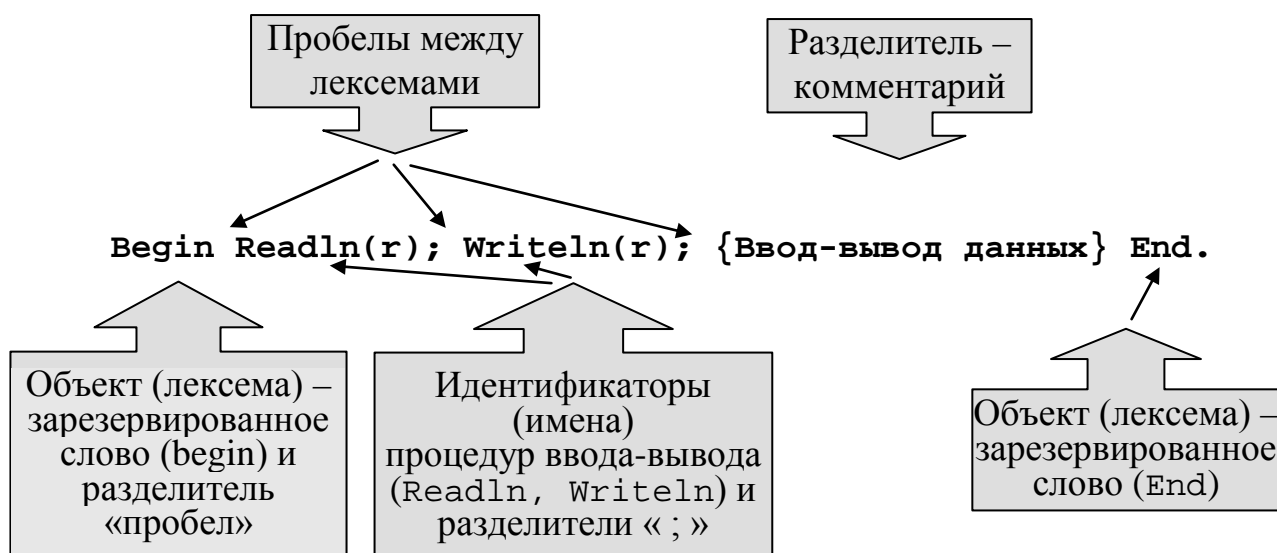 Пробелы между
лексемами
Разделитель –
комментарий
Begin Readln(r); Writeln(r); {Ввод-вывод данных} End.
Объект (лексема) –
зарезервированное
слово (begin) и
разделитель
«пробел»
Идентификаторы
(имена)
процедур ввода-вывода
(Readln, Writeln) и
разделители « ; »
Объект (лексема) –
зарезервированное
слово (End)